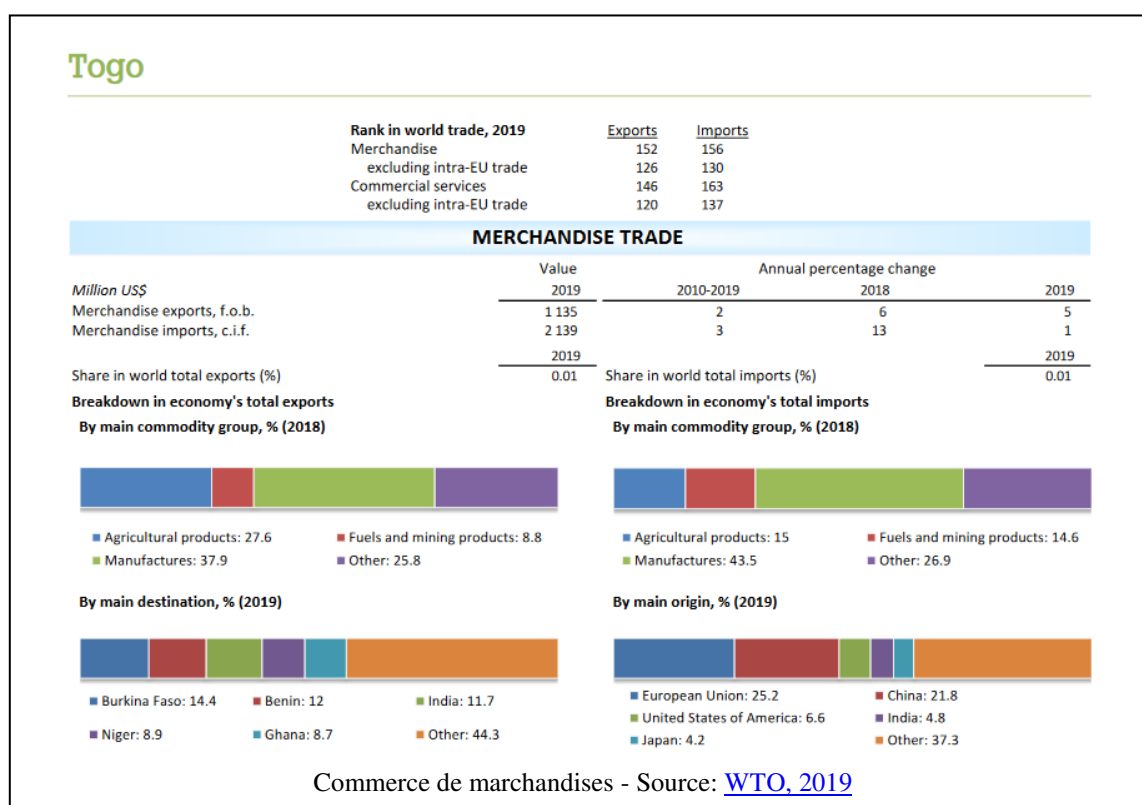 Togo
Rank in world trade, 2019 Exports Imports
Merchandise 152 156
excluding intra-EU trade 126 130
Commercial services 146 163
excluding intra-EU trade 120 137
MERCHANDISE TRADE
Value Annual percentage change
Million US$ 2019 2010-2019 2018 2019
Merchandise exports, f.o.b. 1 135 2 6 5
Merchandise imports, c.i.f. 2 139 3 13 1
2019 2019
Share in world total exports (%) 0.01 Share in world total imports (%) 0.01
Breakdown in economy's total exports Breakdown in economy's total imports
By main commodity group, % (2018) By main commodity group, % (2018)
Agricultural products: 27.6 Fuels and mining products: 8.8 Agricultural products: 15 Fuels and mining products: 14.6
Manufactures: 37.9 Other: 25.8 Manufactures: 43.5 Other: 26.9
By main destination, % (2019) By main origin, % (2019)
Burkina Faso: 14.4 Benin: 12 India: 11.7 European Union: 25.2 China: 21.8
United States of America: 6.6 India: 4.8
Niger: 8.9 Ghana: 8.7 Other: 44.3 Japan: 4.2 Other: 37.3
Commerce de marchandises - Source: WTO, 2019